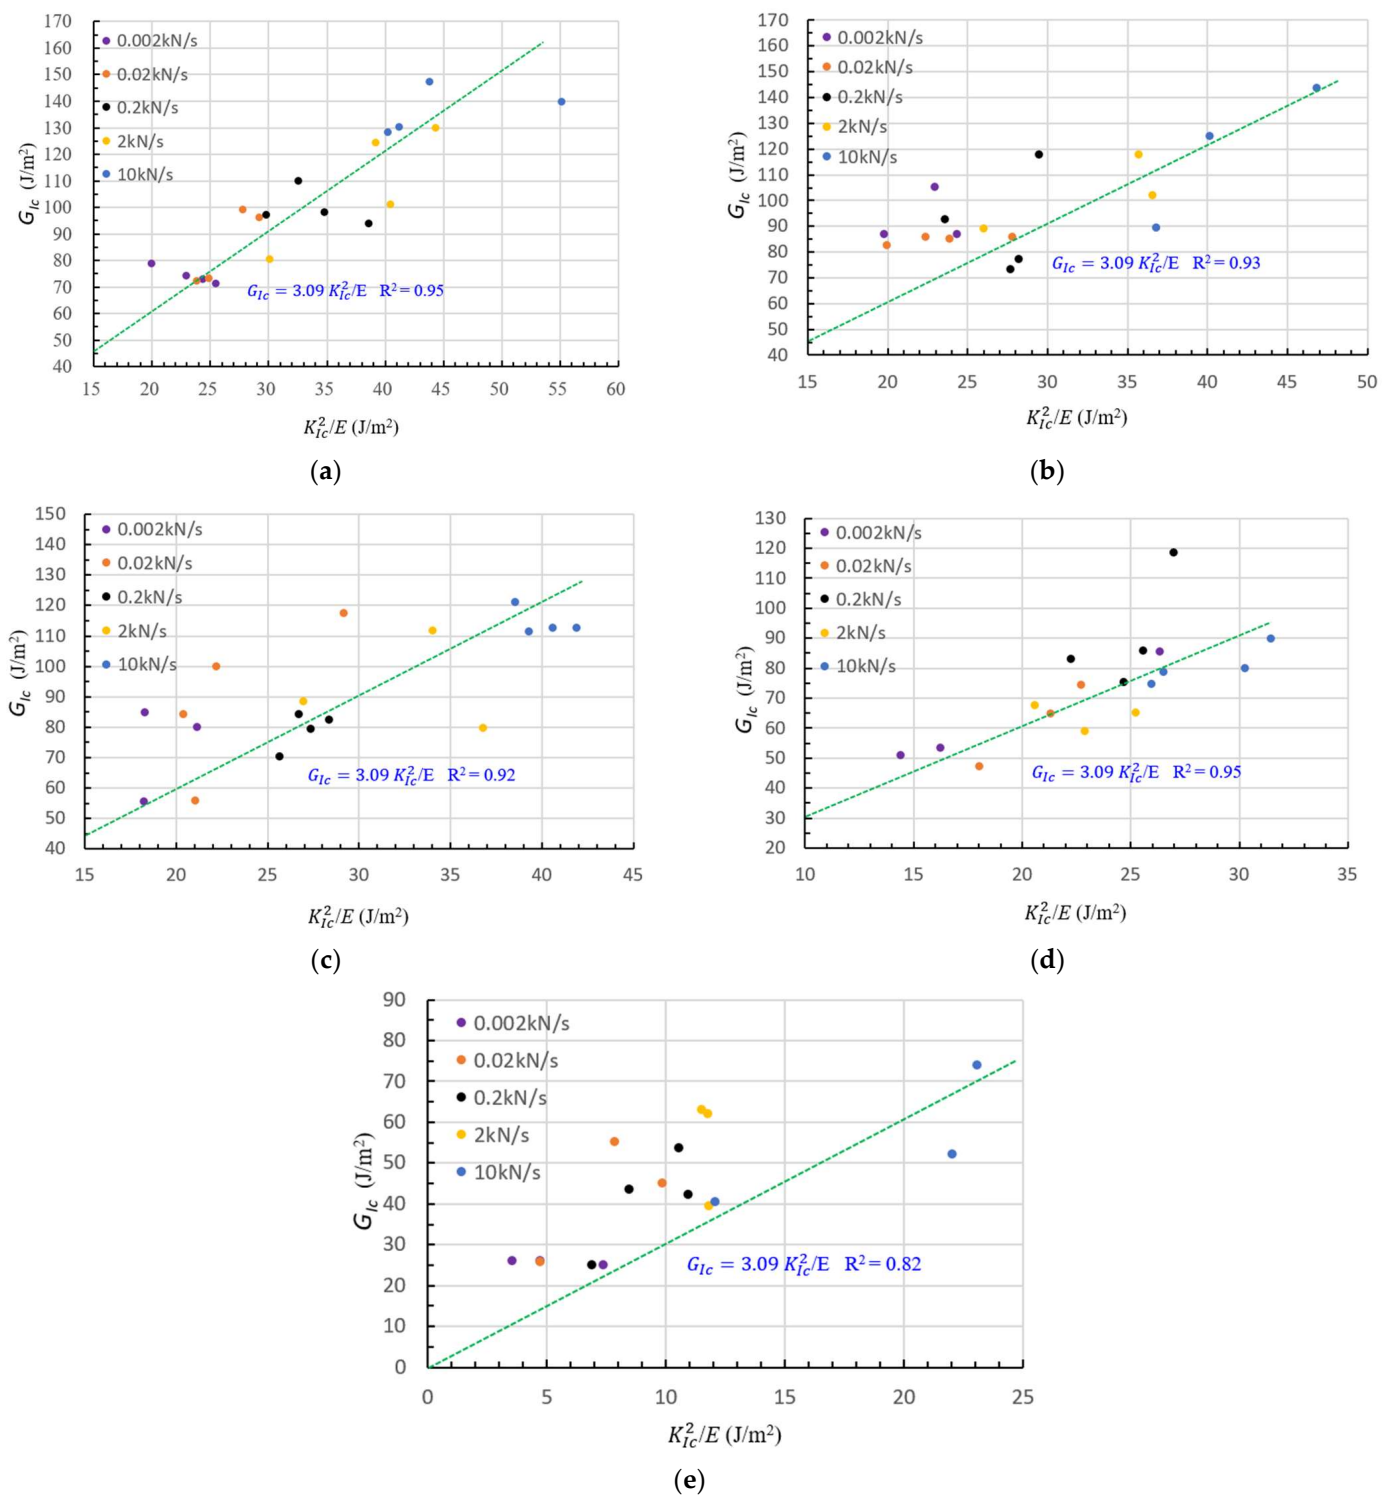 170
160
150
140
130
120
110
100
90
80
70
60
50
40
G_Ic (J/m²)
0.002kN/s
0.02kN/s
0.2kN/s
2kN/s
10kN/s
G_Ic = 3.09 K_Ic²/E R² = 0.95
15 20 25 30 35 40 45 50 55 60
K_Ic²/E (J/m²)
(a)
170
160
150
140
130
120
110
100
90
80
70
60
50
40
G_Ic (J/m²)
0.002kN/s
0.02kN/s
0.2kN/s
2kN/s
10kN/s
G_Ic = 3.09 K_Ic²/E R² = 0.93
15 20 25 30 35 40 45 50
K_Ic²/E (J/m²)
(b)
150
140
130
120
110
100
90
80
70
60
50
40
G_Ic (J/m²)
0.002kN/s
0.02kN/s
0.2kN/s
2kN/s
10kN/s
G_Ic = 3.09 K_Ic²/E R² = 0.92
15 20 25 30 35 40 45
K_Ic²/E (J/m²)
(c)
130
120
110
100
90
80
70
60
50
40
30
20
G_Ic (J/m²)
0.002kN/s
0.02kN/s
0.2kN/s
2kN/s
10kN/s
G_Ic = 3.09 K_Ic²/E R² = 0.95
10 15 20 25 30 35
K_Ic²/E (J/m²)
(d)
90
80
70
60
50
40
30
20
10
0
G_Ic (J/m²)
0.002kN/s
0.02kN/s
0.2kN/s
2kN/s
10kN/s
G_Ic = 3.09 K_Ic²/E R² = 0.82
0 5 10 15 20 25
K_Ic²/E (J/m²)
(e)